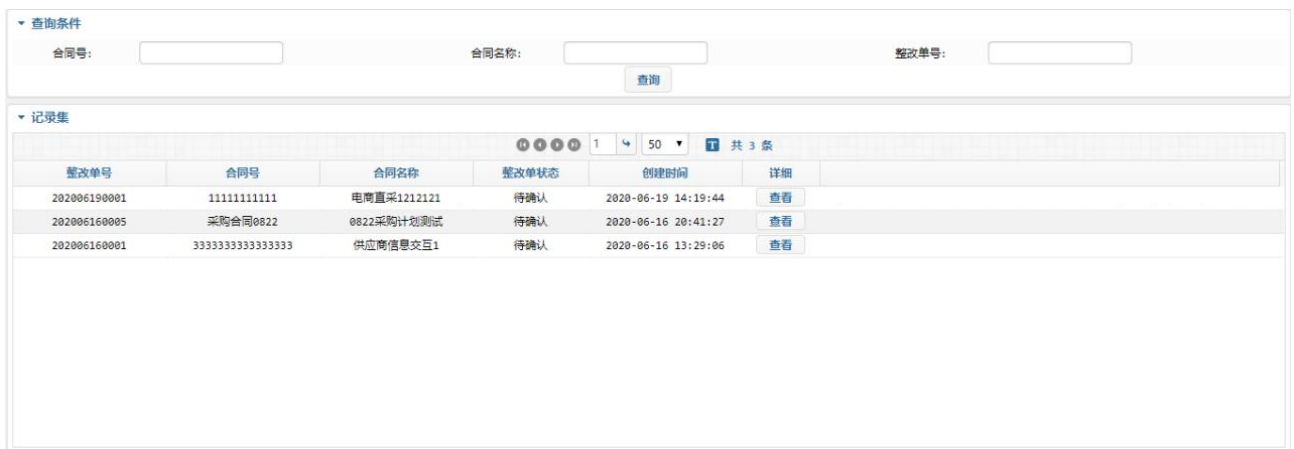 查询条件
合同号: 合同名称: 整改单号:
查询
记录集
1 50 T 共 3 条
整改单号 合同号 合同名称 整改单状态 创建时间 详细
202006190001 11111111111 电商直采1212121 待确认 2020-06-19 14:19:44 查看
202006160005 采购合同0822 0822采购计划测试 待确认 2020-06-16 20:41:27 查看
202006160001 3333333333333333 供应商信息交互1 待确认 2020-06-16 13:29:06 查看